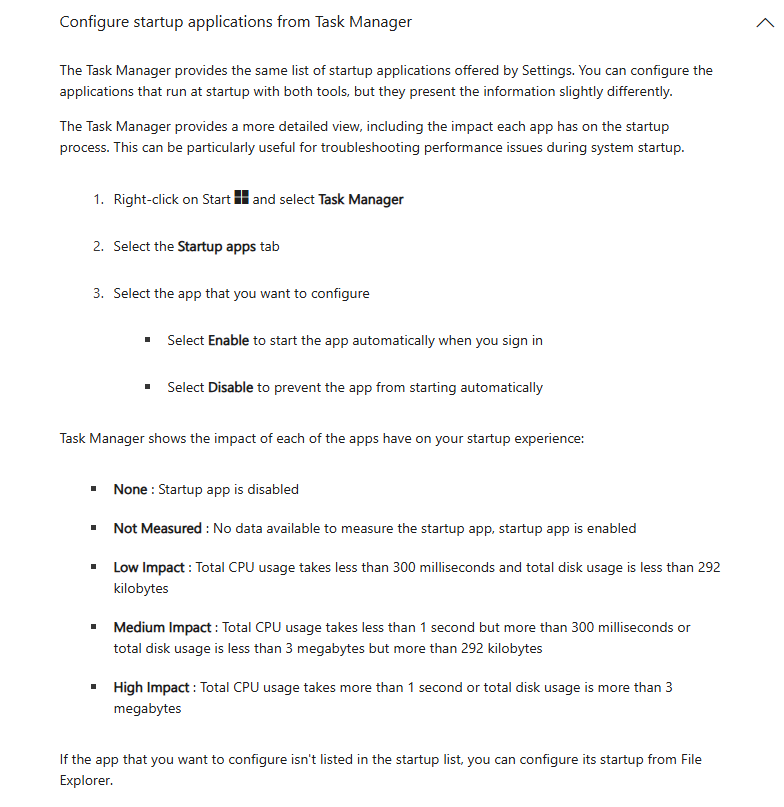 Configure startup applications from Task Manager
The Task Manager provides the same list of startup applications offered by Settings. You can configure the
applications that run at startup with both tools, but they present the information slightly differently.
The Task Manager provides a more detailed view, including the impact each app has on the startup
process. This can be particularly useful for troubleshooting performance issues during system startup.
1. Right-click on Start and select Task Manager
2. Select the Startup apps tab
3. Select the app that you want to configure
▪ Select Enable to start the app automatically when you sign in
▪ Select Disable to prevent the app from starting automatically
Task Manager shows the impact of each of the apps have on your startup experience:
▪ None : Startup app is disabled
▪ Not Measured : No data available to measure the startup app, startup app is enabled
▪ Low Impact : Total CPU usage takes less than 300 milliseconds and total disk usage is less than 292
kilobytes
▪ Medium Impact : Total CPU usage takes less than 1 second but more than 300 milliseconds or
total disk usage is less than 3 megabytes but more than 292 kilobytes
▪ High Impact : Total CPU usage takes more than 1 second or total disk usage is more than 3
megabytes
If the app that you want to configure isn't listed in the startup list, you can configure its startup from File
Explorer.